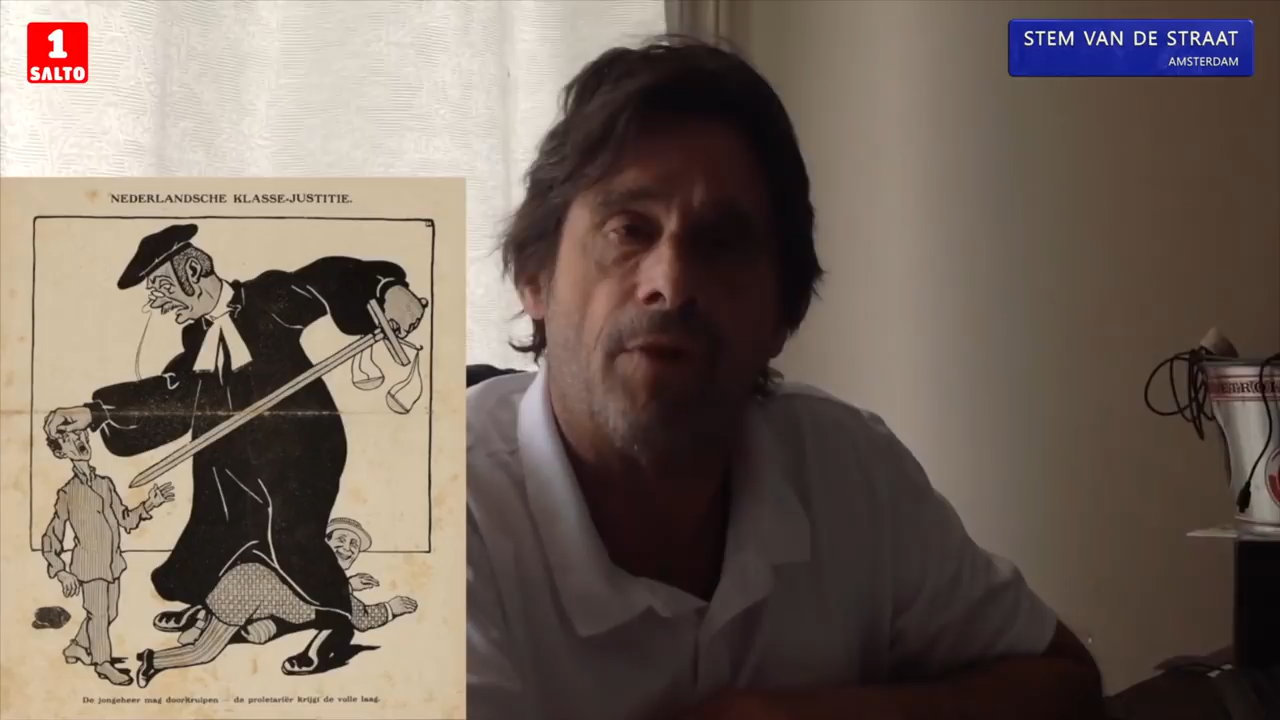 1
SALTO
STEM VAN DE STRAAT
AMSTERDAM
NEDERLANDSCHE KLASSE-JUSTITIE.
De jongeheer mag doorkruipen — de proletariër krijgt de volle laag.